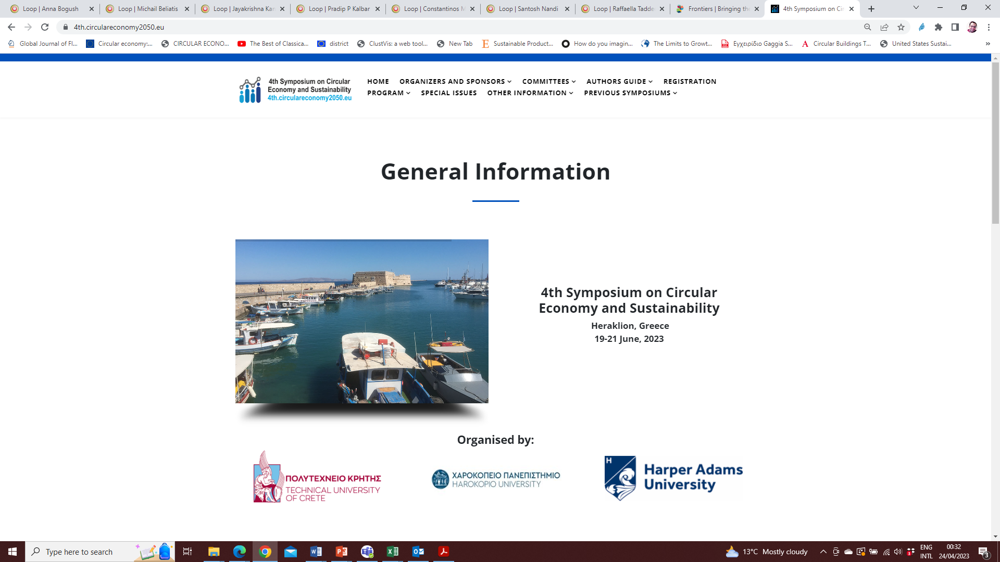 Loop | Anna Bogush
Loop | Michail Beliatis
Loop | Jayakrishna Kan
Loop | Pradip P Kalbar
Loop | Constantinos M
Loop | Santosh Nandi
Loop | Raffaella Tadde
Frontiers | Bringing the
4th Symposium on Cir
4th.circulareconomy2050.eu
Global Journal of Fl...
Circular economy:...
CIRCULAR ECONO...
The Best of Classica...
district
ClustVis: a web tool...
New Tab
Sustainable Product...
How do you imagin...
The Limits to Growt...
Εγχειρίδιο Gaggia S...
Circular Buildings T...
United States Sustai...
»
4th Symposium on Circular
Economy and Sustainability
4th.circulareconomy2050.eu
HOME ORGANIZERS AND SPONSORS COMMITTEES AUTHORS GUIDE REGISTRATION
PROGRAM SPECIAL ISSUES OTHER INFORMATION PREVIOUS SYMPOSIUMS
General Information
4th Symposium on Circular
Economy and Sustainability
Heraklion, Greece
19-21 June, 2023
Organised by:
ΠΟΛΥΤΕΧΝΕΙΟ ΚΡΗΤΗΣ
TECHNICAL UNIVERSITY
OF CRETE
ΧΑΡΟΚΟΠΕΙΟ ΠΑΝΕΠΙΣΤΗΜΙΟ
HAROKOPIO UNIVERSITY
H
Harper Adams
University
Type here to search
13°C Mostly cloudy
ENG
INTL
00:32
24/04/2023
3